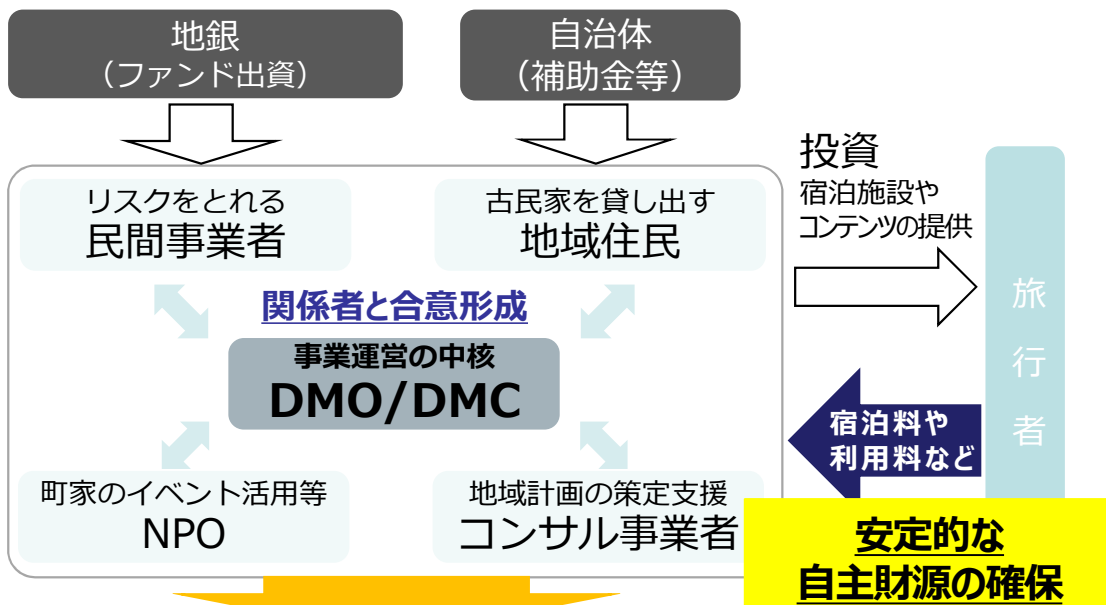 地銀
（ファンド出資）
自治体
（補助金等）
リスクをとれる
民間事業者
古民家を貸し出す
地域住民
投資
宿泊施設や
コンテンツの提供
関係者と合意形成
事業運営の中核
DMO/DMC
旅
行
者
宿泊料や
利用料など
町家のイベント活用等
NPO
地域計画の策定支援
コンサル事業者
安定的な
自主財源の確保